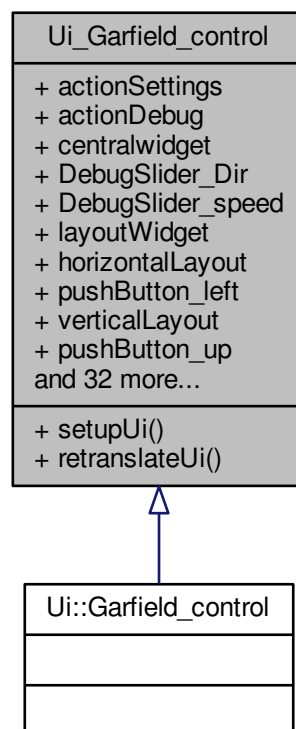 Ui_Garfield_control
+ actionSettings
+ actionDebug
+ centralwidget
+ DebugSlider_Dir
+ DebugSlider_speed
+ layoutWidget
+ horizontalLayout
+ pushButton_left
+ verticalLayout
+ pushButton_up
and 32 more...
+ setupUi()
+ retranslateUi()
Ui::Garfield_control